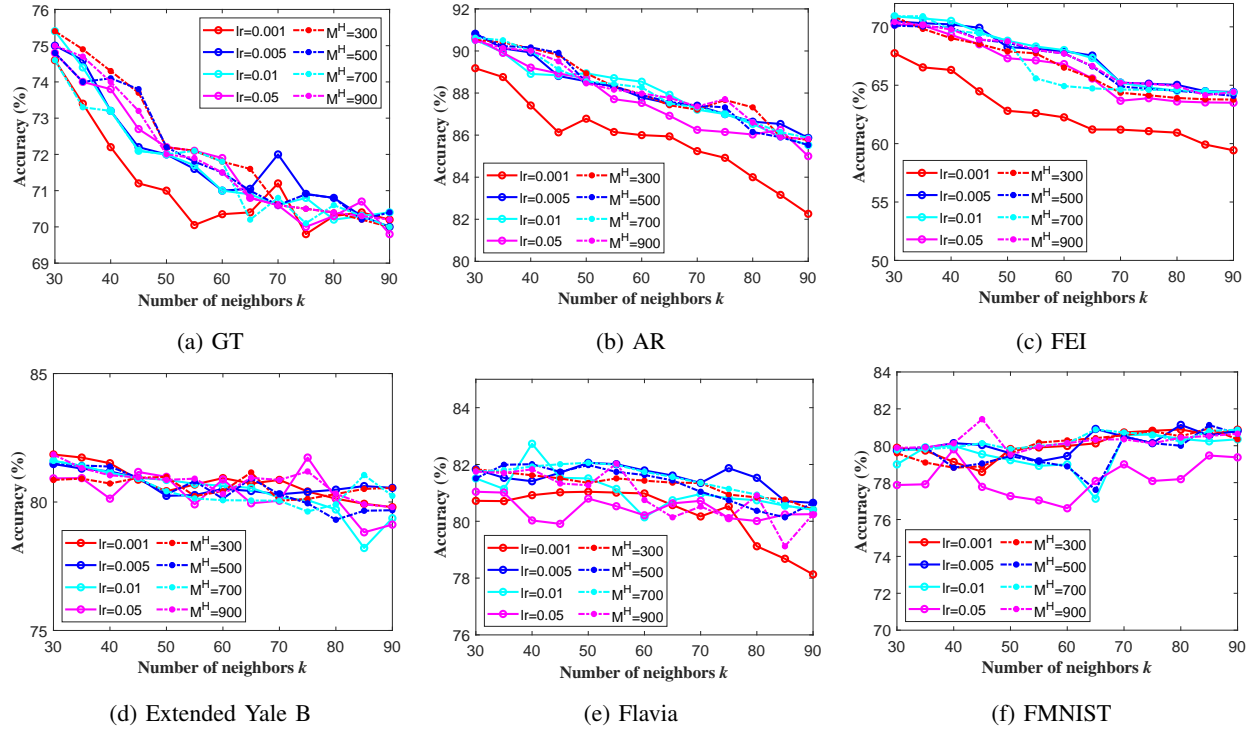 76
75
74
73
72
71
70
69
Accuracy (%)
30 40 50 60 70 80 90
Number of neighbors k
lr=0.001 M^H=300
lr=0.005 M^H=500
lr=0.01 M^H=700
lr=0.05 M^H=900
(a) GT
92
90
88
86
84
82
80
Accuracy (%)
30 40 50 60 70 80 90
Number of neighbors k
lr=0.001 M^H=300
lr=0.005 M^H=500
lr=0.01 M^H=700
lr=0.05 M^H=900
(b) AR
70
65
60
55
50
Accuracy (%)
30 40 50 60 70 80 90
Number of neighbors k
lr=0.001 M^H=300
lr=0.005 M^H=500
lr=0.01 M^H=700
lr=0.05 M^H=900
(c) FEI
85
80
75
Accuracy (%)
30 40 50 60 70 80 90
Number of neighbors k
lr=0.001 M^H=300
lr=0.005 M^H=500
lr=0.01 M^H=700
lr=0.05 M^H=900
(d) Extended Yale B
84
82
80
78
76
Accuracy (%)
30 40 50 60 70 80 90
Number of neighbors k
lr=0.001 M^H=300
lr=0.005 M^H=500
lr=0.01 M^H=700
lr=0.05 M^H=900
(e) Flavia
84
82
80
78
76
74
72
70
Accuracy (%)
30 40 50 60 70 80 90
Number of neighbors k
lr=0.001 M^H=300
lr=0.005 M^H=500
lr=0.01 M^H=700
lr=0.05 M^H=900
(f) FMNIST